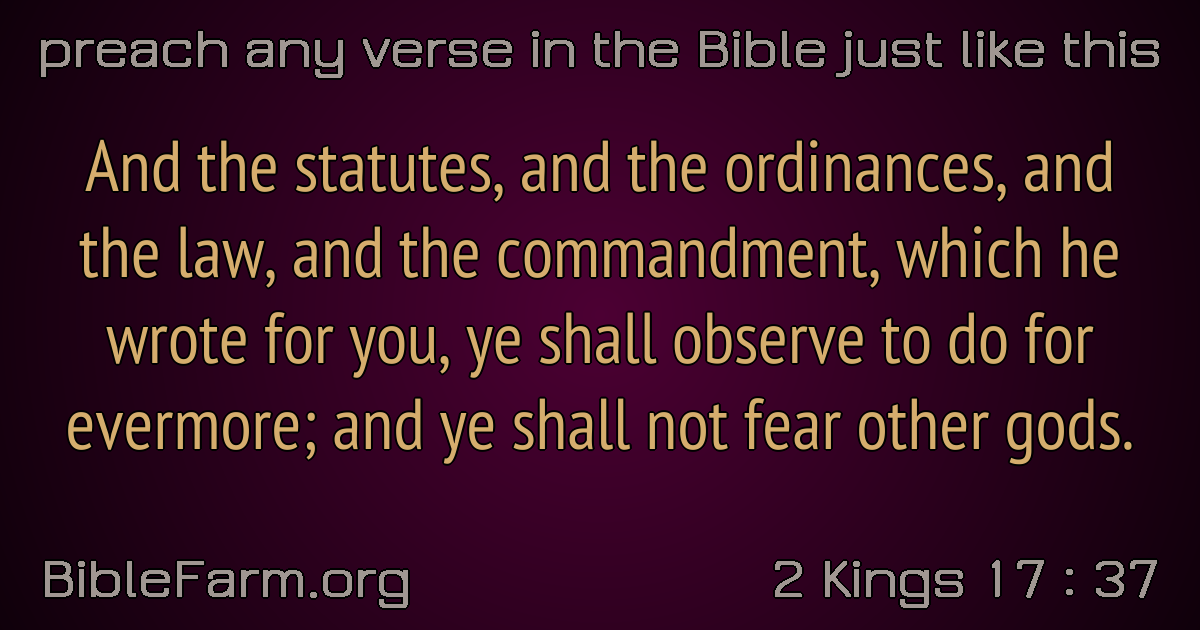 preach any verse in the Bible just like this
And the statutes, and the ordinances, and
the law, and the commandment, which he
wrote for you, ye shall observe to do for
evermore; and ye shall not fear other gods.
BibleFarm.org
2 Kings 17 : 37